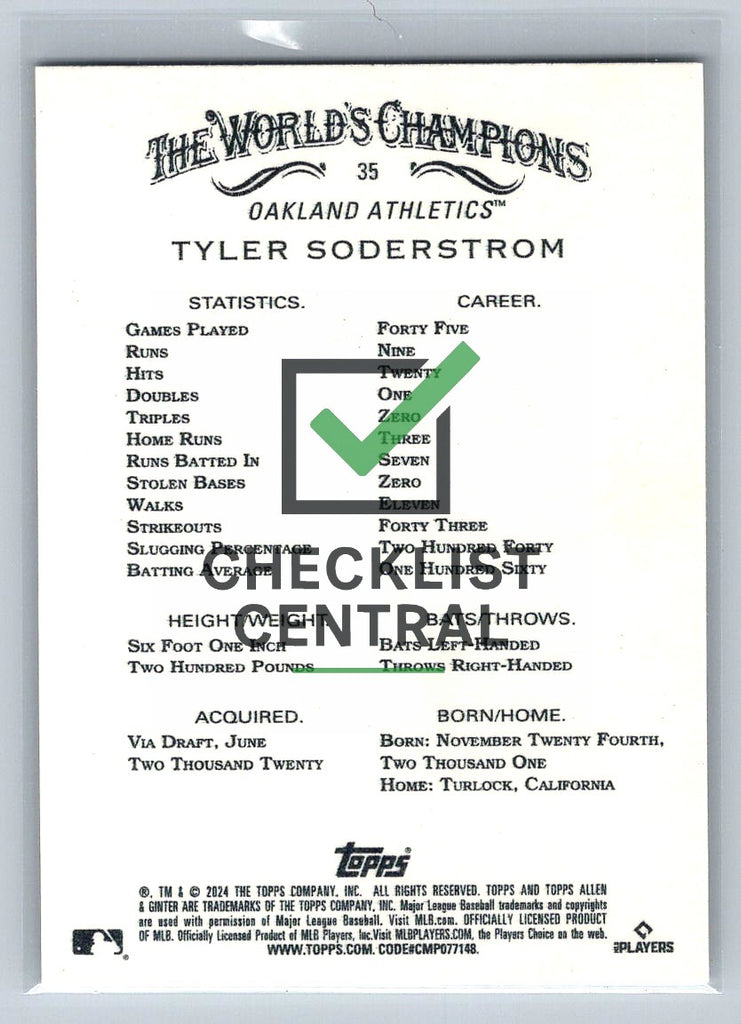 THE WORLD'S CHAMPIONS
35
OAKLAND ATHLETICS™
TYLER SODERSTROM
STATISTICS. CAREER.
GAMES PLAYED FORTY FIVE
RUNS NINE
HITS TWENTY
DOUBLES ONE
TRIPLES ZERO
HOME RUNS THREE
RUNS BATTED IN SEVEN
STOLEN BASES ZERO
WALKS ELEVEN
STRIKEOUTS FORTY THREE
SLUGGING PERCENTAGE TWO HUNDRED FORTY
BATTING AVERAGE ONE HUNDRED SIXTY
CHECKLIST
CENTRAL
HEIGHT/WEIGHT. BATS/THROWS.
SIX FOOT ONE INCH BATS LEFT-HANDED
TWO HUNDRED POUNDS THROWS RIGHT-HANDED
ACQUIRED. BORN/HOME.
VIA DRAFT, JUNE BORN: NOVEMBER TWENTY FOURTH,
TWO THOUSAND TWENTY TWO THOUSAND ONE
HOME: TURLOCK, CALIFORNIA
topps®
®, TM & © 2024 THE TOPPS COMPANY, INC. ALL RIGHTS RESERVED. TOPPS AND TOPPS ALLEN
& GINTER ARE TRADEMARKS OF THE TOPPS COMPANY, INC. Major League Baseball trademarks and copyrights
are used with permission of Major League Baseball. Visit MLB.com. OFFICIALLY LICENSED PRODUCT
OF MLB. Officially Licensed Product of MLB Players, Inc. Visit MLBPLAYERS.COM, the Players Choice on the web.
WWW.TOPPS.COM. CODE#CMP077148.
MLB PLAYERS